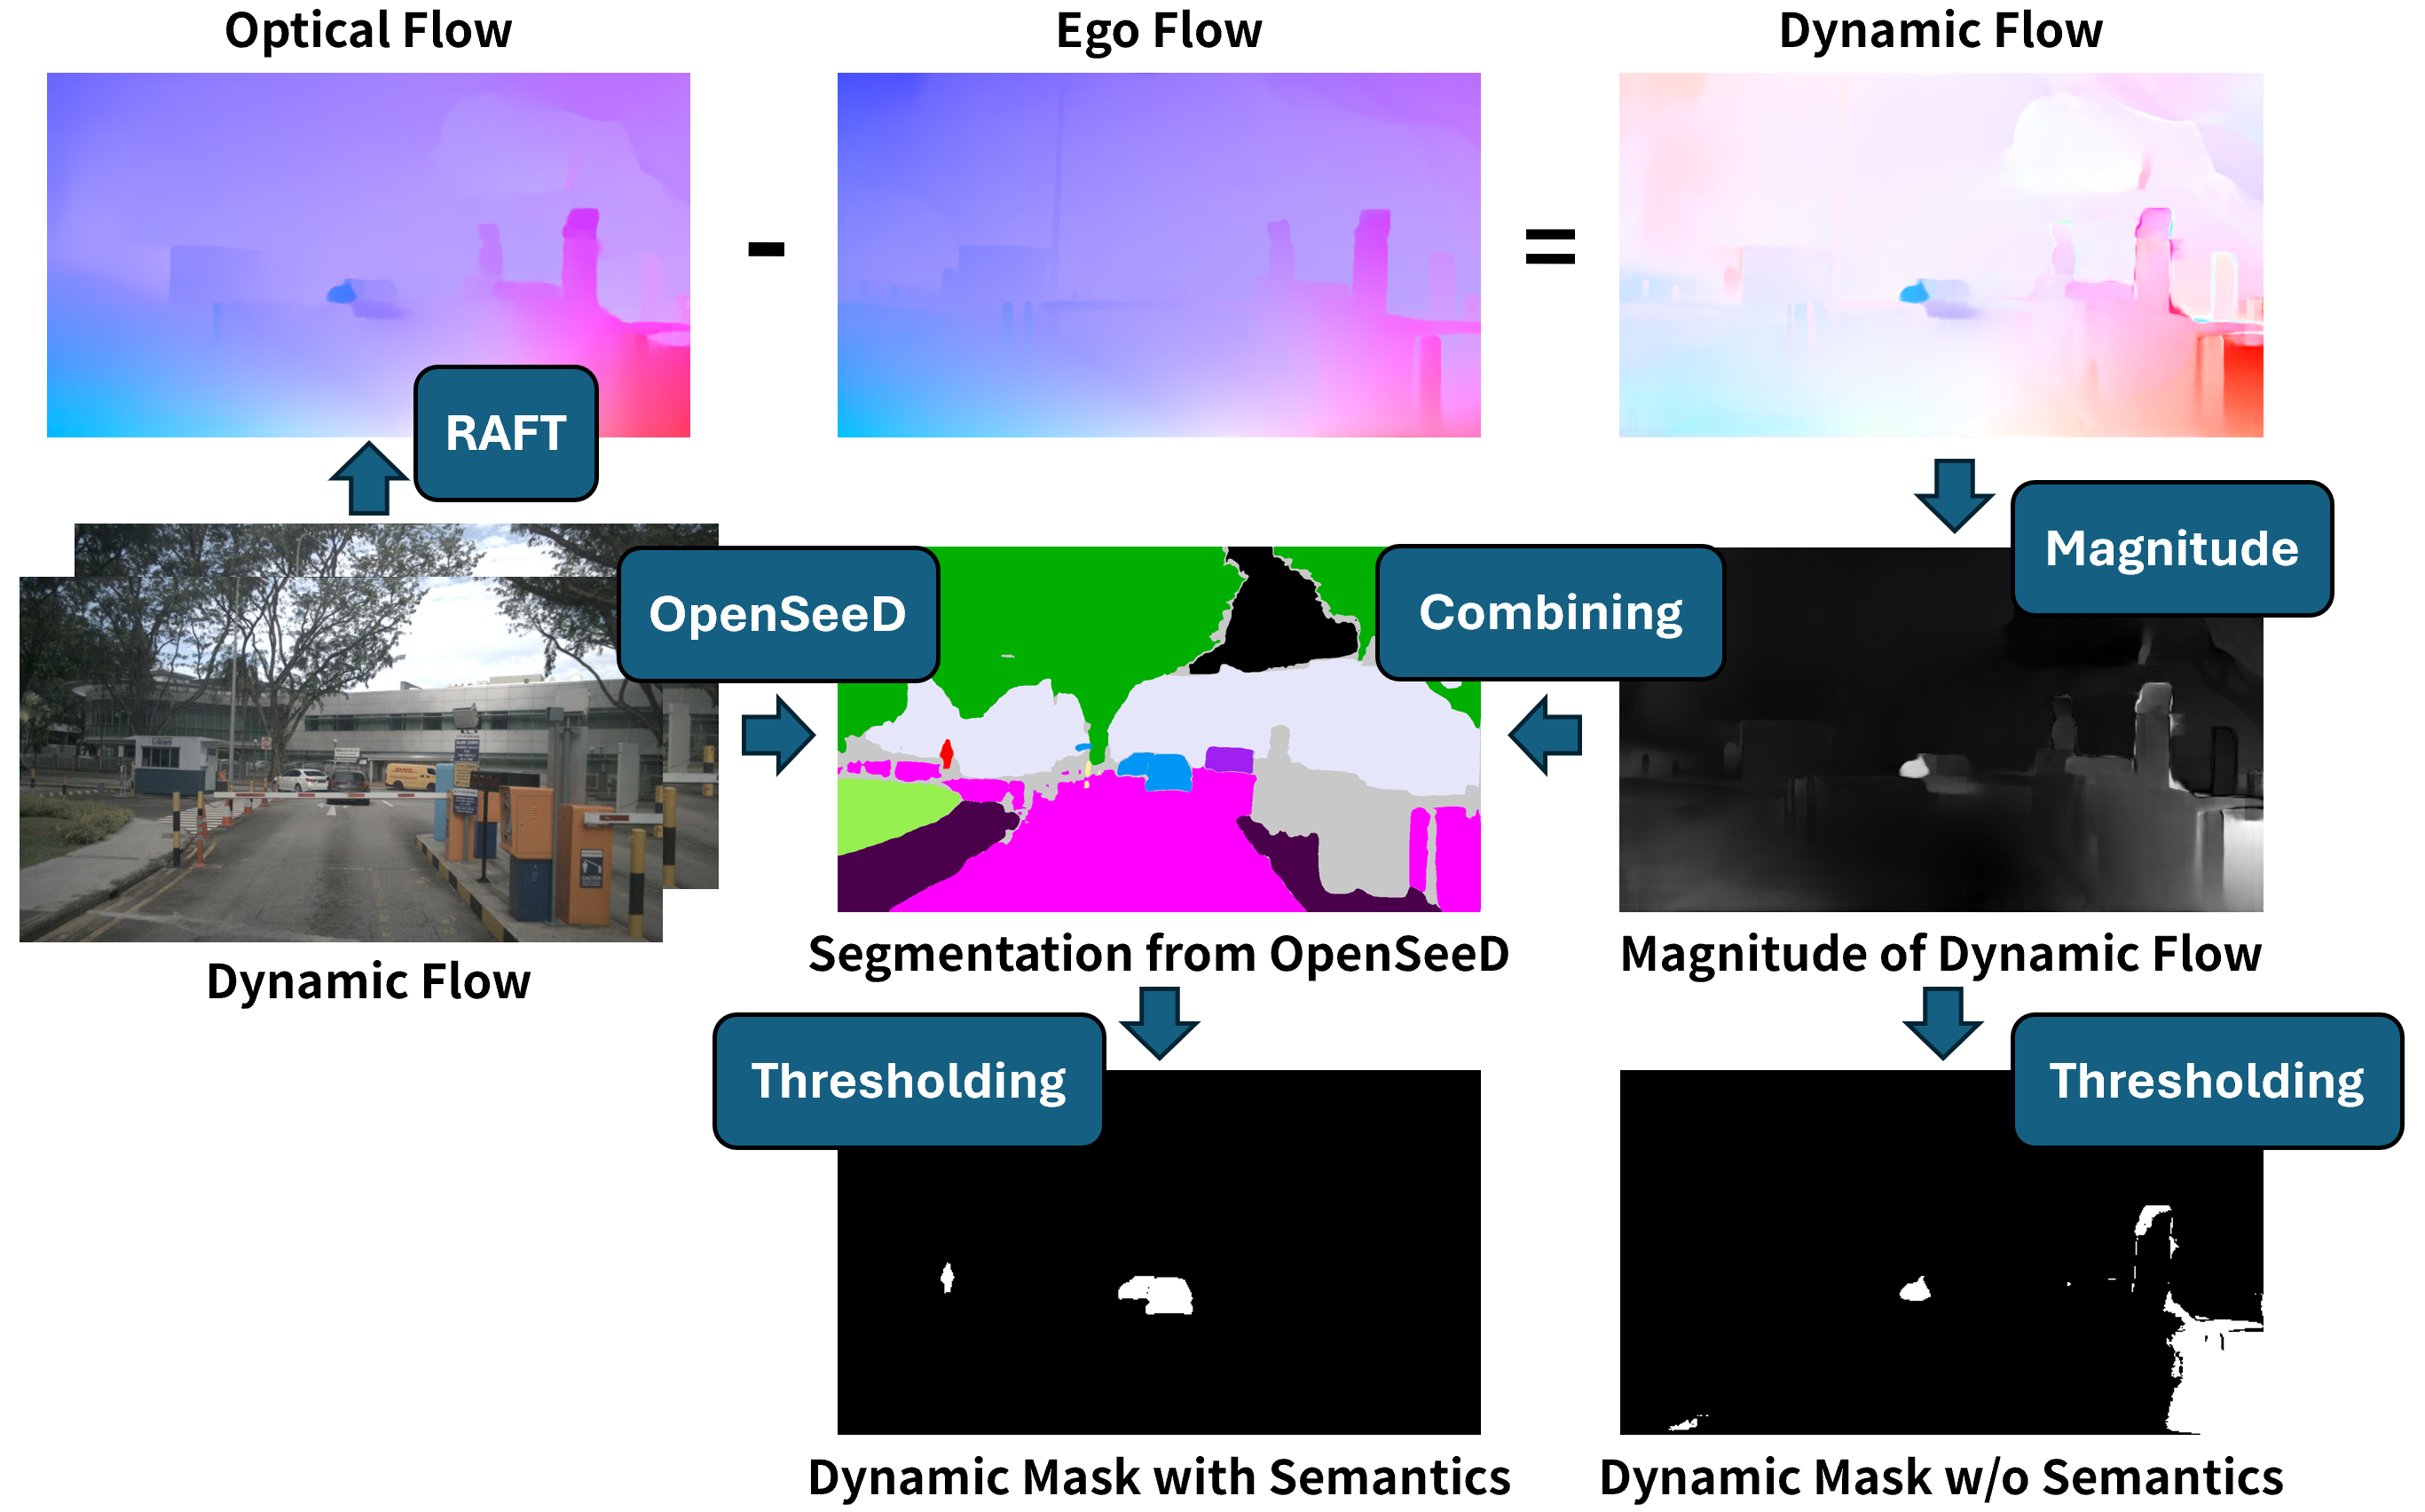 Optical Flow
Ego Flow
Dynamic Flow
-
=
RAFT
Magnitude
OpenSeeD
Combining
Dynamic Flow
Segmentation from OpenSeeD
Magnitude of Dynamic Flow
Thresholding
Thresholding
Dynamic Mask with Semantics
Dynamic Mask w/o Semantics